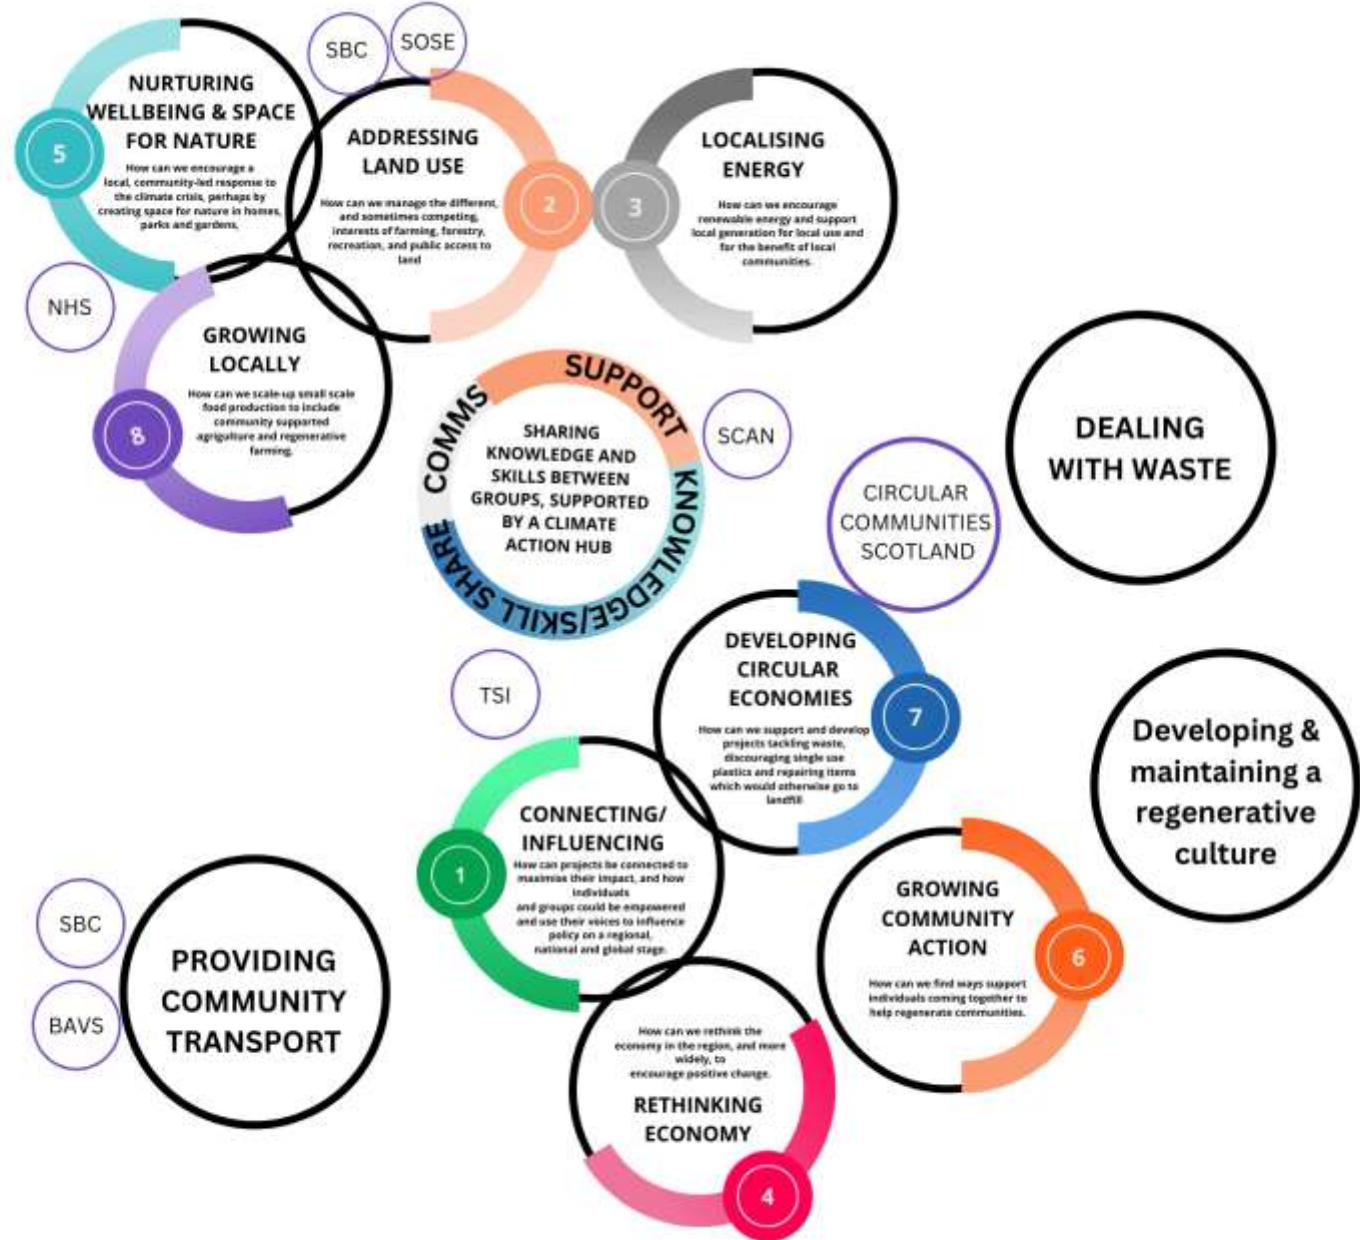 SBC
SOSE
5
NURTURING
WELLBEING & SPACE
FOR NATURE
How can we encourage a
local, community-led response to
the climate crisis, perhaps by
creating space for nature in homes,
parks and gardens,
ADDRESSING
LAND USE
How can we manage the different,
and sometimes competing,
interests of farming, forestry,
recreation, and public access to
land
2
3
LOCALISING
ENERGY
How can we encourage
renewable energy and support
local generation for local use and
for the benefit of local
communities.
NHS
GROWING
LOCALLY
How can we scale-up small scale
food production to include
community supported
agrigulture and regenerative
farming.
8
COMMS
SUPPORT
KNOWLEDGE/SKILL SHARE
SHARING
KNOWLEDGE AND
SKILLS BETWEEN
GROUPS, SUPPORTED
BY A CLIMATE
ACTION HUB
SCAN
CIRCULAR
COMMUNITIES
SCOTLAND
DEALING
WITH WASTE
TSI
DEVELOPING
CIRCULAR
ECONOMIES
How can we support and develop
projects tackling waste,
discouraging single use
plastics and repairing items
which would otherwise go to
landfill
7
Developing &
maintaining a
regenerative
culture
1
CONNECTING/
INFLUENCING
How can projects be connected to
maximise their impact, and how
individuals
and groups could be empowered
and use their voices to influence
policy on a regional,
national and global stage.
GROWING
COMMUNITY
ACTION
How can we find ways support
individuals coming together to
help regenerate communities.
6
SBC
BAVS
PROVIDING
COMMUNITY
TRANSPORT
How can we rethink the
economy in the region, and more
widely, to
encourage positive change.
RETHINKING
ECONOMY
4